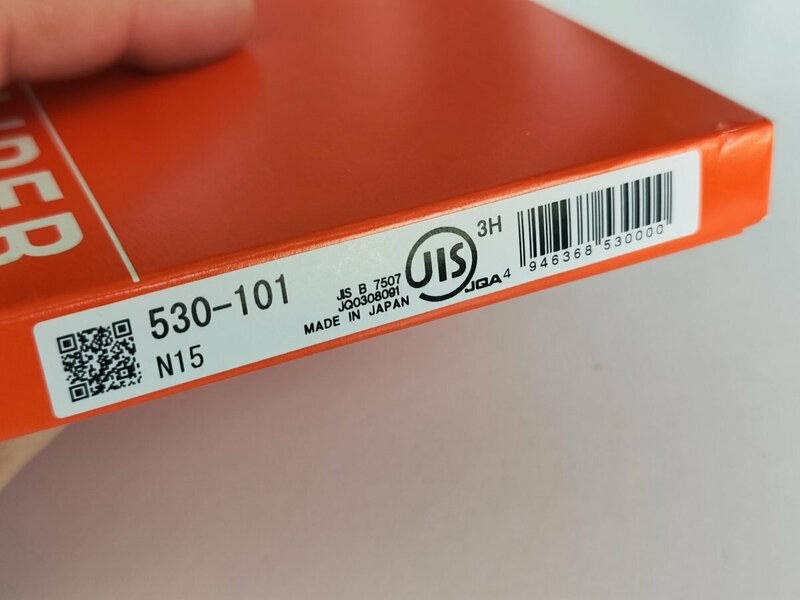 530-101
N15
JIS B 7507
JQ0308091
MADE IN JAPAN
JIS
JQA
3H
4 946368 530000